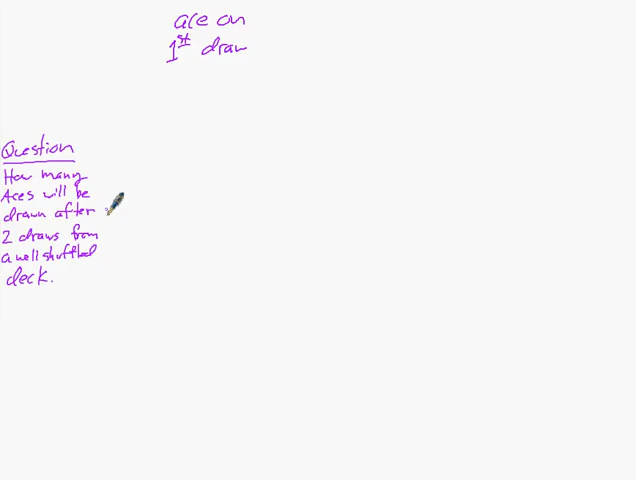 ace on
1st draw
Question
How many
Aces will be
drawn after
2 draws from
a well shuffled
deck.